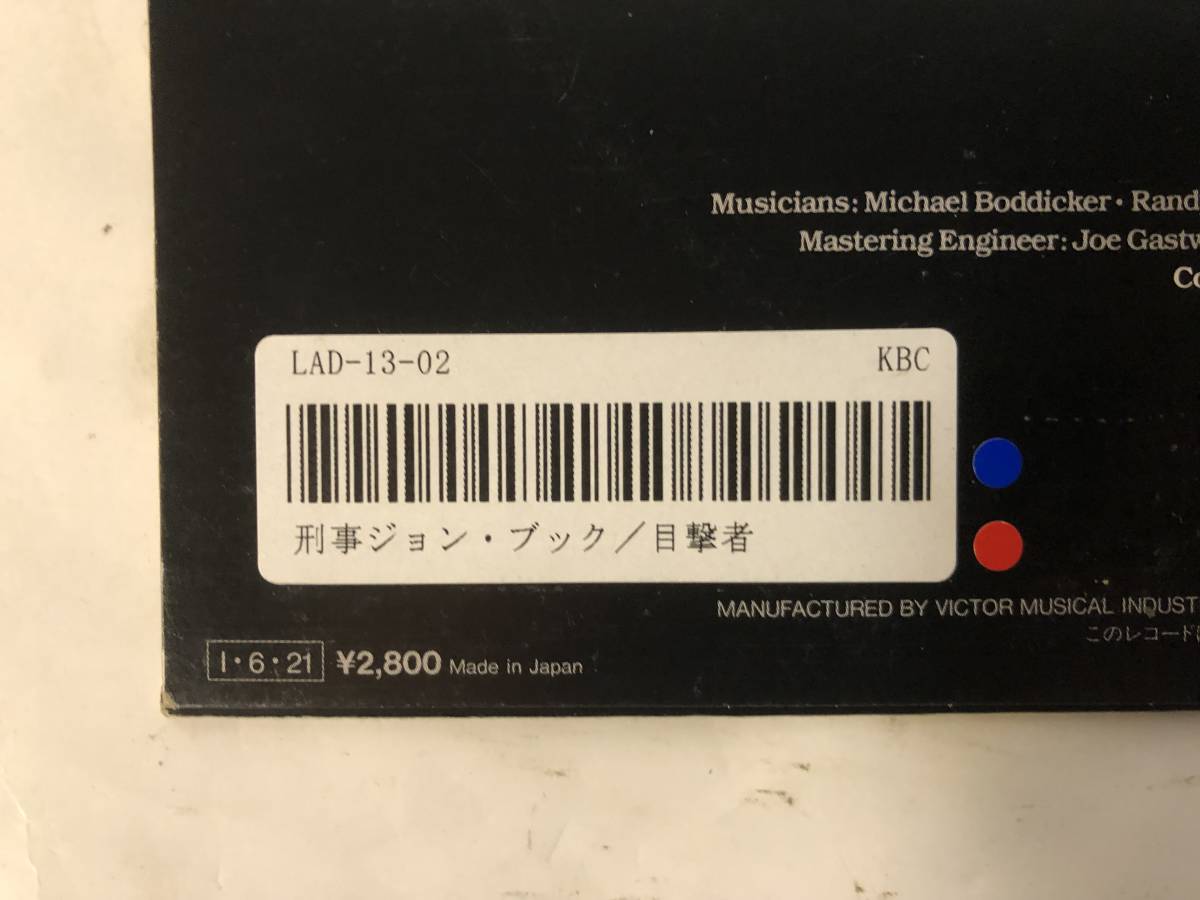 Musicians: Michael Boddicker · Rand
Mastering Engineer: Joe Gastw
Co
LAD-13-02 KBC
刑事ジョン・ブック／目撃者
MANUFACTURED BY VICTOR MUSICAL INDUST
このレコード
I・6・21 ¥2,800 Made in Japan